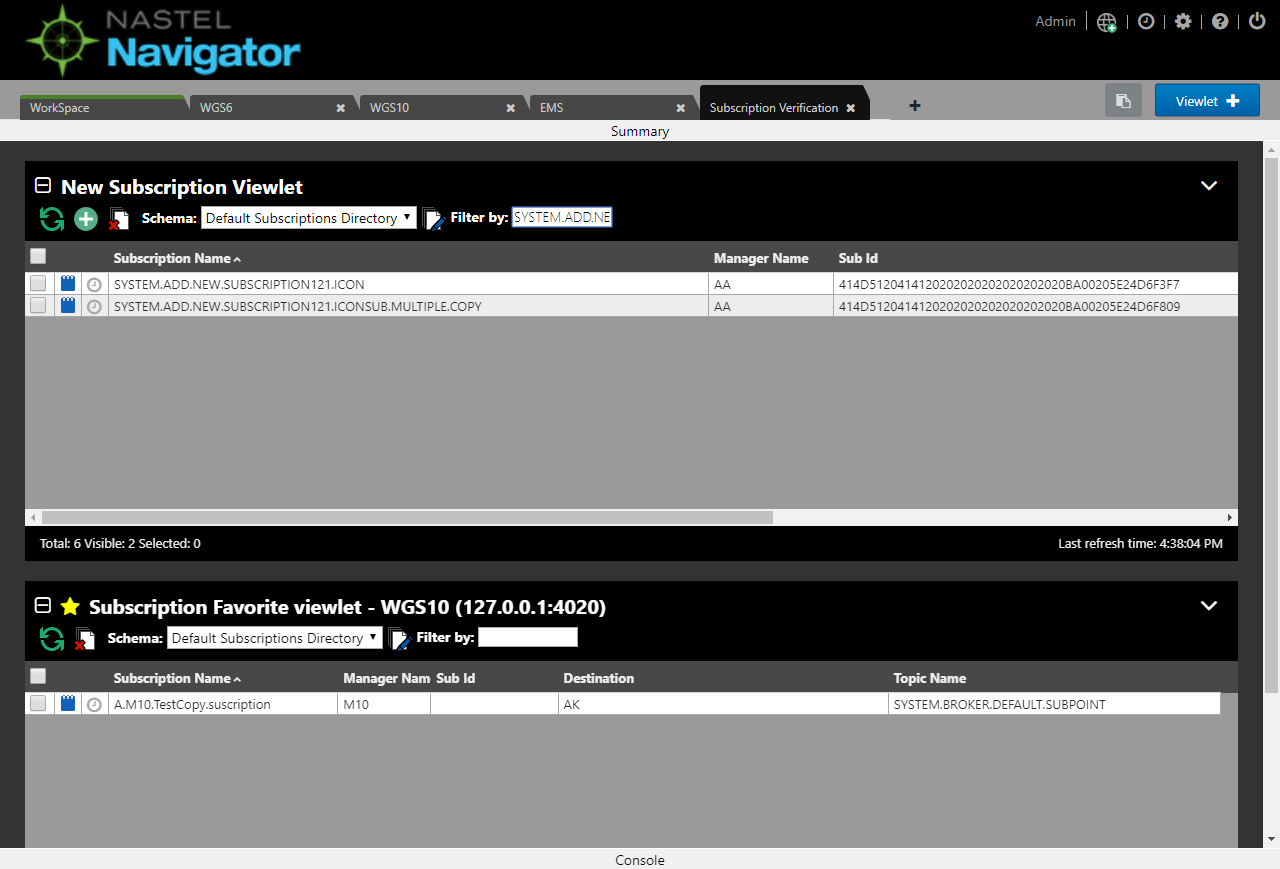 NASTEL
Navigator
Admin
WorkSpace WGS6 WGS10 EMS Subscription Verification
Viewlet
Summary
New Subscription Viewlet
Schema: Default Subscriptions Directory Filter by: SYSTEM.ADD.NE
Subscription Name Manager Name Sub Id
SYSTEM.ADD.NEW.SUBSCRIPTION121.ICON AA 414D5120414120202020202020202020BA00205E24D6F3F7
SYSTEM.ADD.NEW.SUBSCRIPTION121.ICONSUB.MULTIPLE.COPY AA 414D5120414120202020202020202020BA00205E24D6F809
Total: 6 Visible: 2 Selected: 0 Last refresh time: 4:38:04 PM
Subscription Favorite viewlet - WGS10 (127.0.0.1:4020)
Schema: Default Subscriptions Directory Filter by:
Subscription Name Manager Nam Sub Id Destination Topic Name
A.M10.TestCopy.suscription M10 AK SYSTEM.BROKER.DEFAULT.SUBPOINT
Console